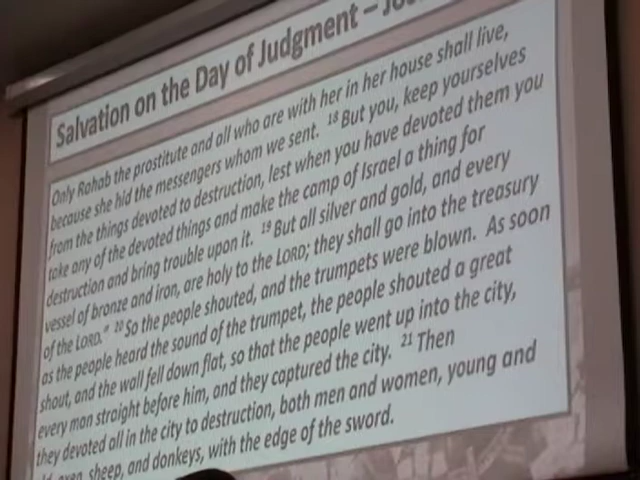 Salvation on the Day of Judgment –
Only Rahab the prostitute and all who are with her in her house shall live,
because she hid the messengers whom we sent. 18 But you, keep yourselves
from the things devoted to destruction, lest when you have devoted them you
take any of the devoted things and make the camp of Israel a thing for
destruction and bring trouble upon it. 19 But all silver and gold, and every
vessel of bronze and iron, are holy to the LORD; they shall go into the treasury
of the LORD." 20 So the people shouted, and the trumpets were blown. As soon
as the people heard the sound of the trumpet, the people shouted a great
shout, and the wall fell down flat, so that the people went up into the city,
every man straight before him, and they captured the city. 21 Then
they devoted all in the city to destruction, both men and women, young and
sheep, and donkeys, with the edge of the sword.